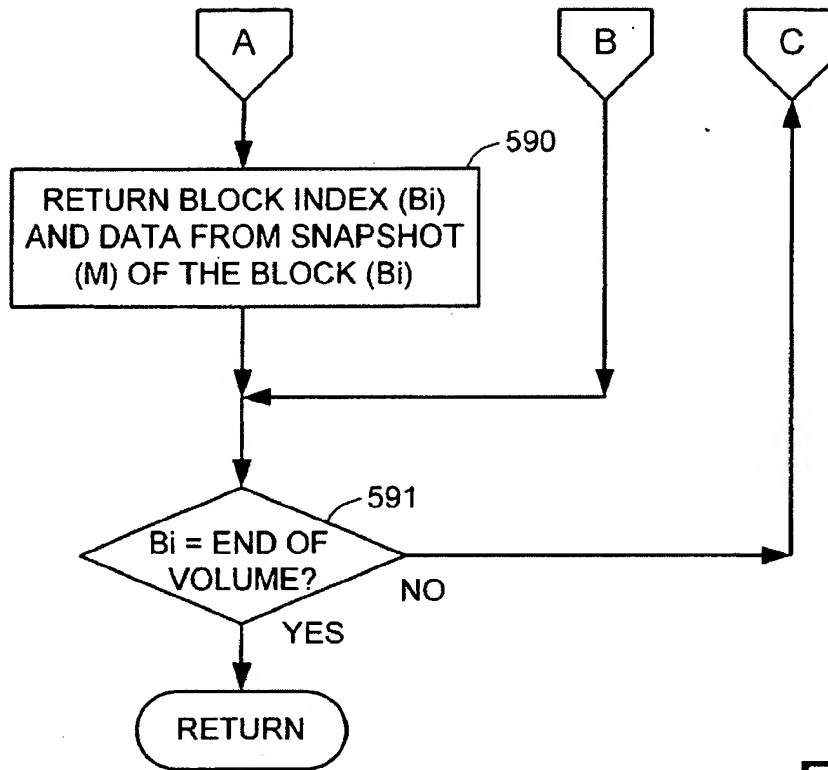 A
B
C
590
RETURN BLOCK INDEX (Bi)
AND DATA FROM SNAPSHOT
(M) OF THE BLOCK (Bi)
591
Bi = END OF
VOLUME?
NO
YES
RETURN